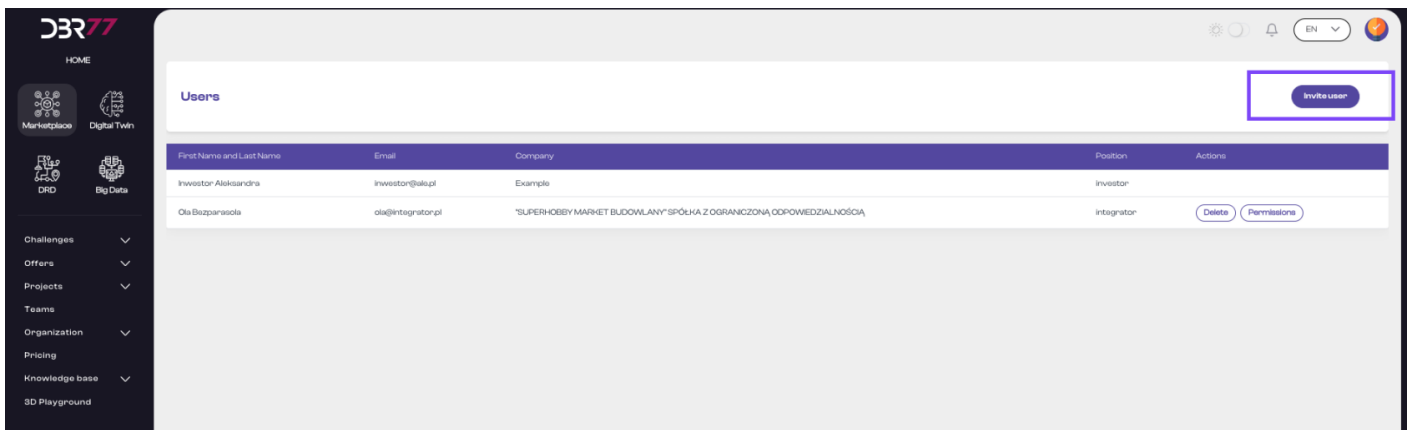 DBR77
HOME
EN
Marketplace
Digital Twin
DRD
Big Data
Challenges
Offers
Projects
Teams
Organization
Pricing
Knowledge base
3D Playground
Users
Invite user
First Name and Last Name Email Company Position Actions
Inwestor Aleksandra inwestor@ale.pl Example investor
Ola Bezparasola ola@integrator.pl "SUPERHOBBY MARKET BUDOWLANY" SPÓŁKA Z OGRANICZONĄ ODPOWIEDZIALNOŚCIĄ integrator Delete Permissions